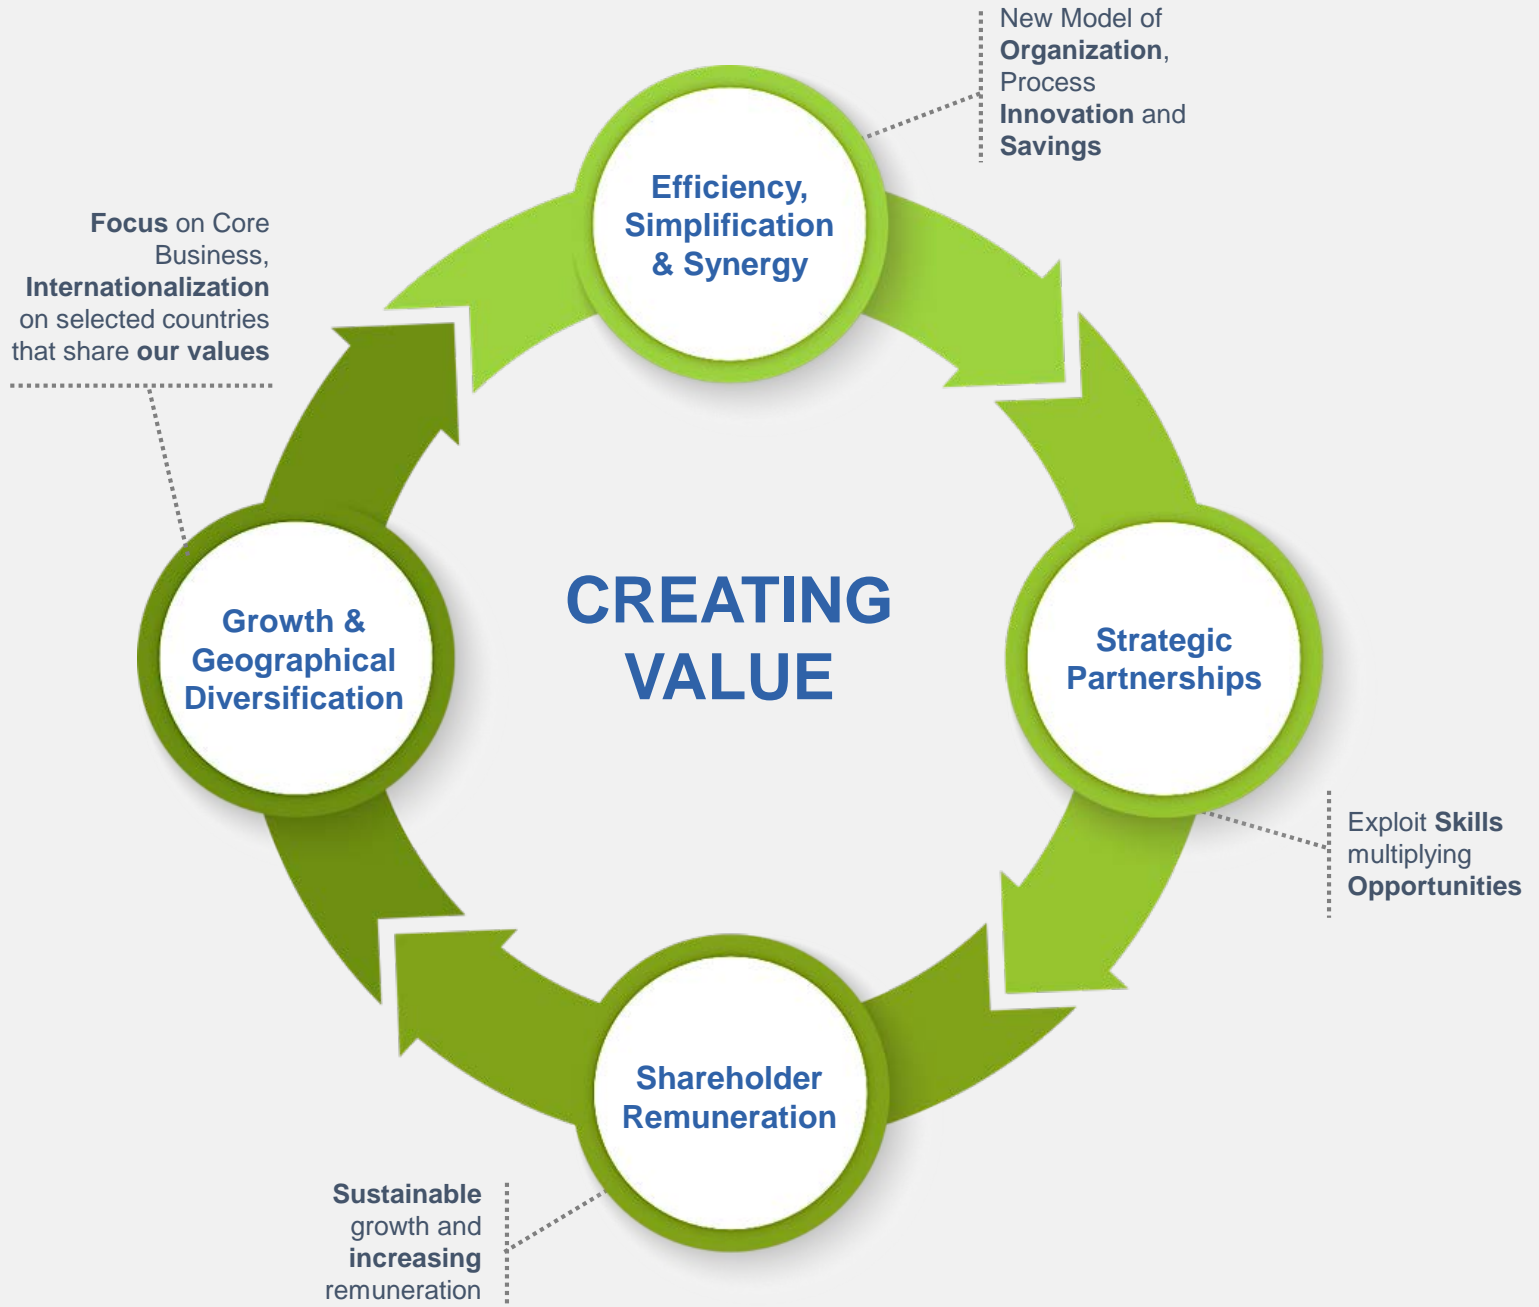 New Model of
Organization,
Process
Innovation and
Savings
Efficiency,
Simplification
& Synergy
Focus on Core
Business,
Internationalization
on selected countries
that share our values
CREATING
VALUE
Growth &
Geographical
Diversification
Strategic
Partnerships
Exploit Skills
multiplying
Opportunities
Shareholder
Remuneration
Sustainable
growth and
increasing
remuneration